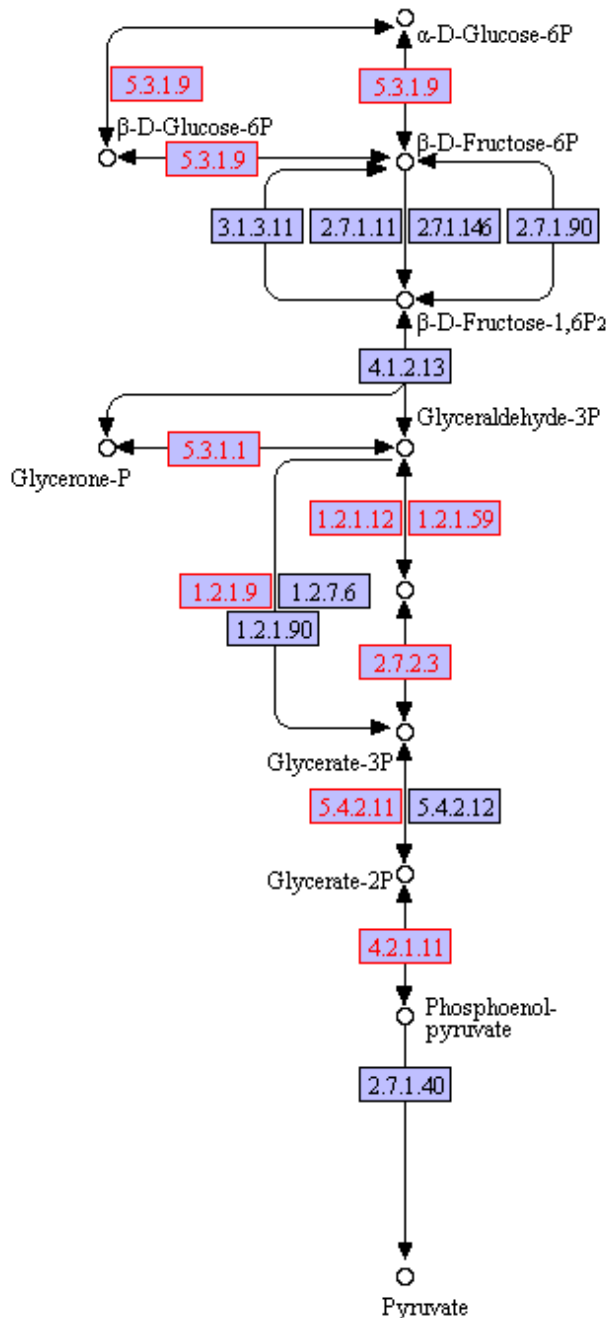 α-D-Glucose-6P
5.3.1.9
5.3.1.9
β-D-Glucose-6P
β-D-Fructose-6P
5.3.1.9
3.1.3.11
2.7.1.11
2.7.1.146
2.7.1.90
β-D-Fructose-1,6P2
4.1.2.13
Glyceraldehyde-3P
5.3.1.1
Glycerone-P
1.2.1.12
1.2.1.59
1.2.1.9
1.2.7.6
1.2.1.90
2.7.2.3
Glycerate-3P
5.4.2.11
5.4.2.12
Glycerate-2P
4.2.1.11
Phosphoenol-
pyruvate
2.7.1.40
Pyruvate